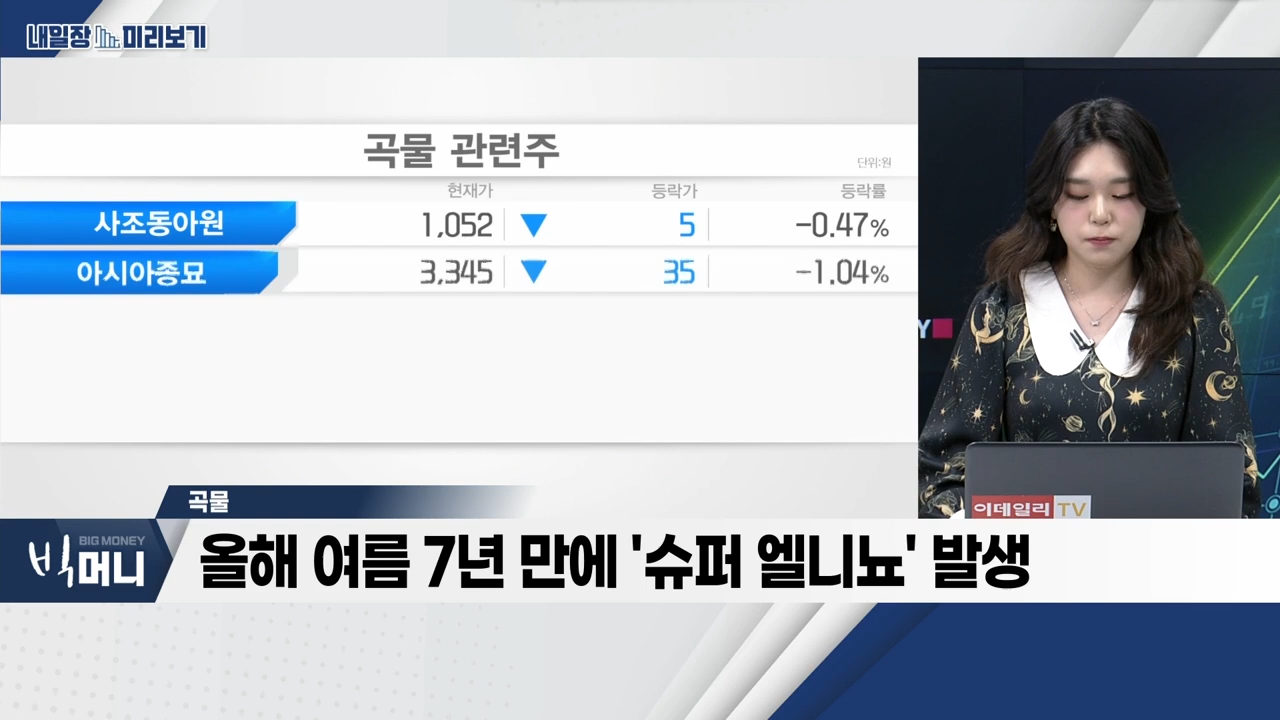 내일장 미리보기
곡물 관련주
단위:원
현재가 등락가 등락률
사조동아원 1,052 ▼ 5 -0.47%
아시아종묘 3,345 ▼ 35 -1.04%
Y
이데일리 TV
곡물
BIG MONEY
빅머니
올해 여름 7년 만에 '슈퍼 엘니뇨' 발생